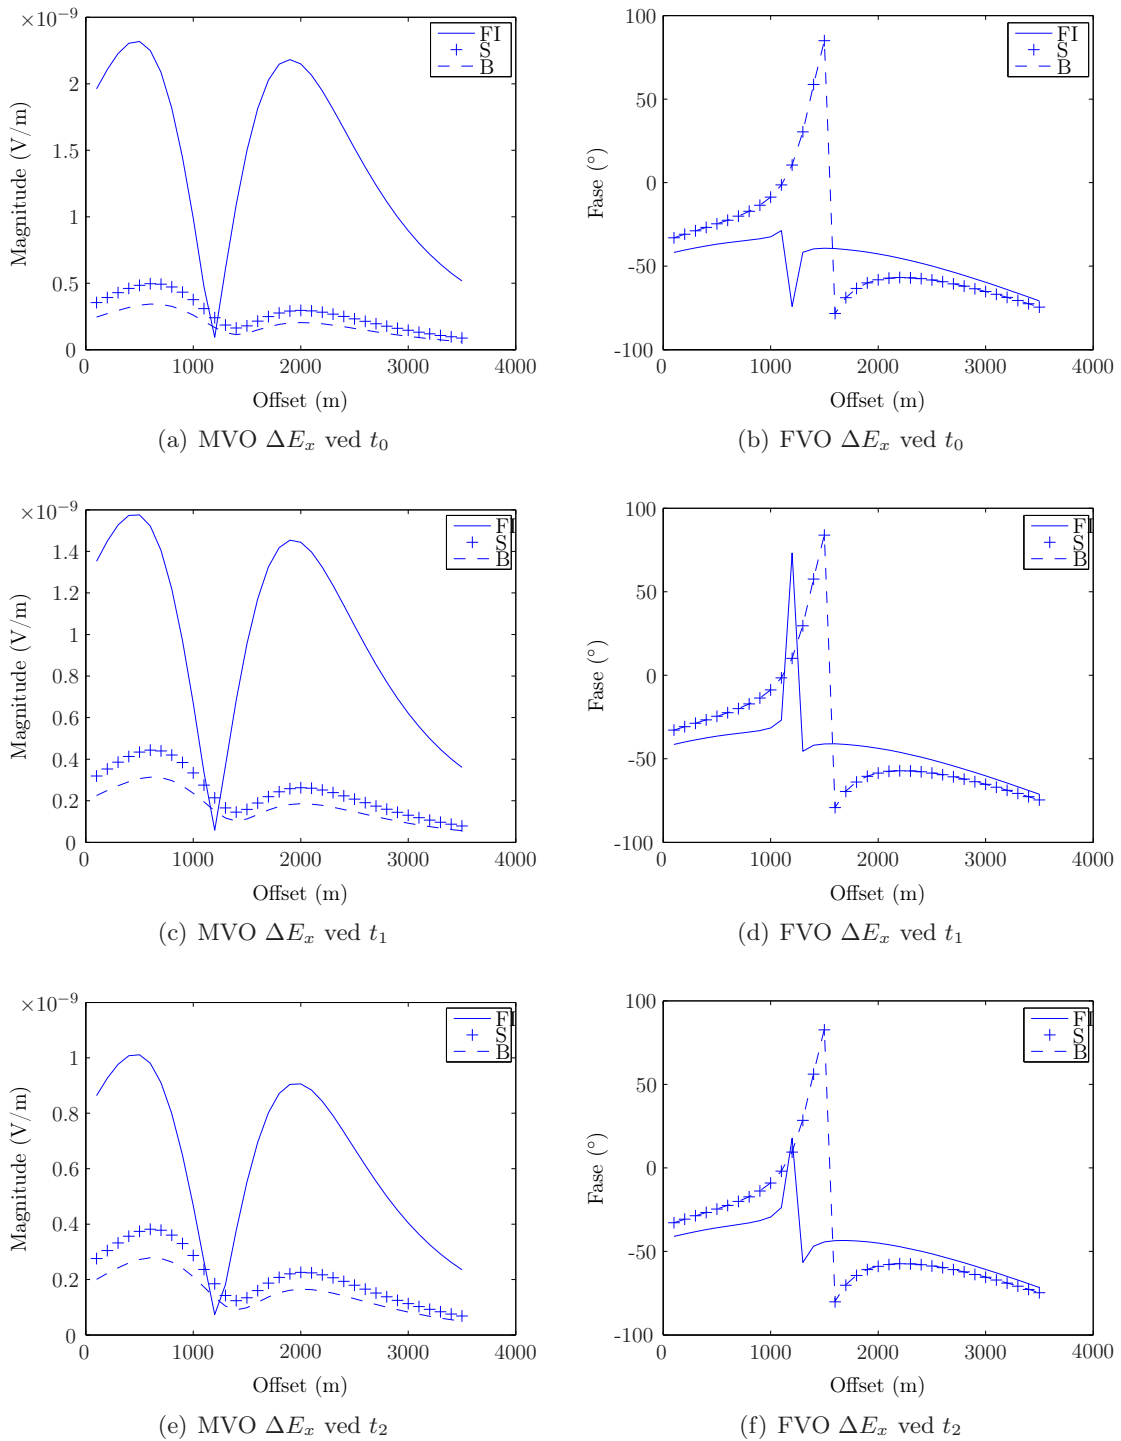 ×10⁻⁹
Magnitude (V/m)
2
1.5
1
0.5
0
0 1000 2000 3000 4000
Offset (m)
FI
S
B
(a) MVO ΔEₓ ved t₀
Fase (°)
100
50
0
-50
-100
0 1000 2000 3000 4000
Offset (m)
FI
S
B
(b) FVO ΔEₓ ved t₀
×10⁻⁹
Magnitude (V/m)
1.4
1.2
1
0.8
0.6
0.4
0.2
0
0 1000 2000 3000 4000
Offset (m)
FI
S
B
(c) MVO ΔEₓ ved t₁
Fase (°)
100
50
0
-50
-100
0 1000 2000 3000 4000
Offset (m)
FI
S
B
(d) FVO ΔEₓ ved t₁
×10⁻⁹
Magnitude (V/m)
1
0.8
0.6
0.4
0.2
0
0 1000 2000 3000 4000
Offset (m)
FI
S
B
(e) MVO ΔEₓ ved t₂
Fase (°)
100
50
0
-50
-100
0 1000 2000 3000 4000
Offset (m)
FI
S
B
(f) FVO ΔEₓ ved t₂